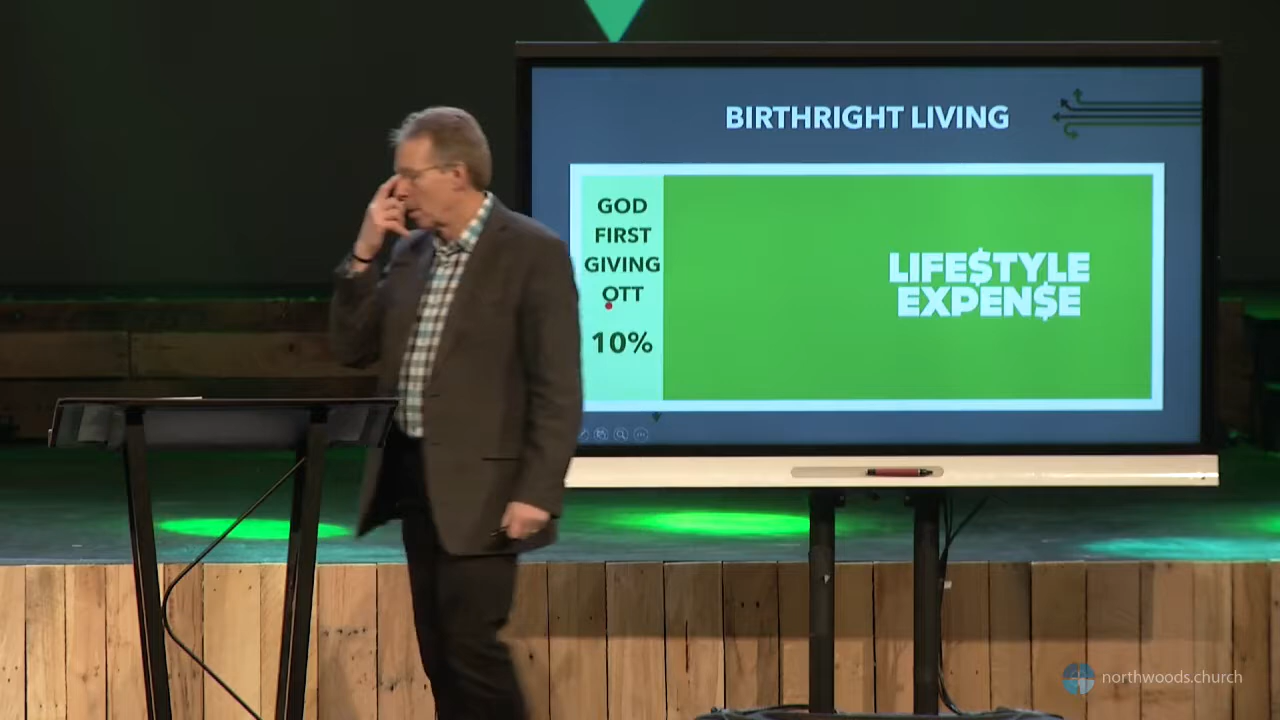 BIRTHRIGHT LIVING
GOD
FIRST
GIVING
OTT
10%
LIFE$TYLE
EXPEN$E
northwoods.church